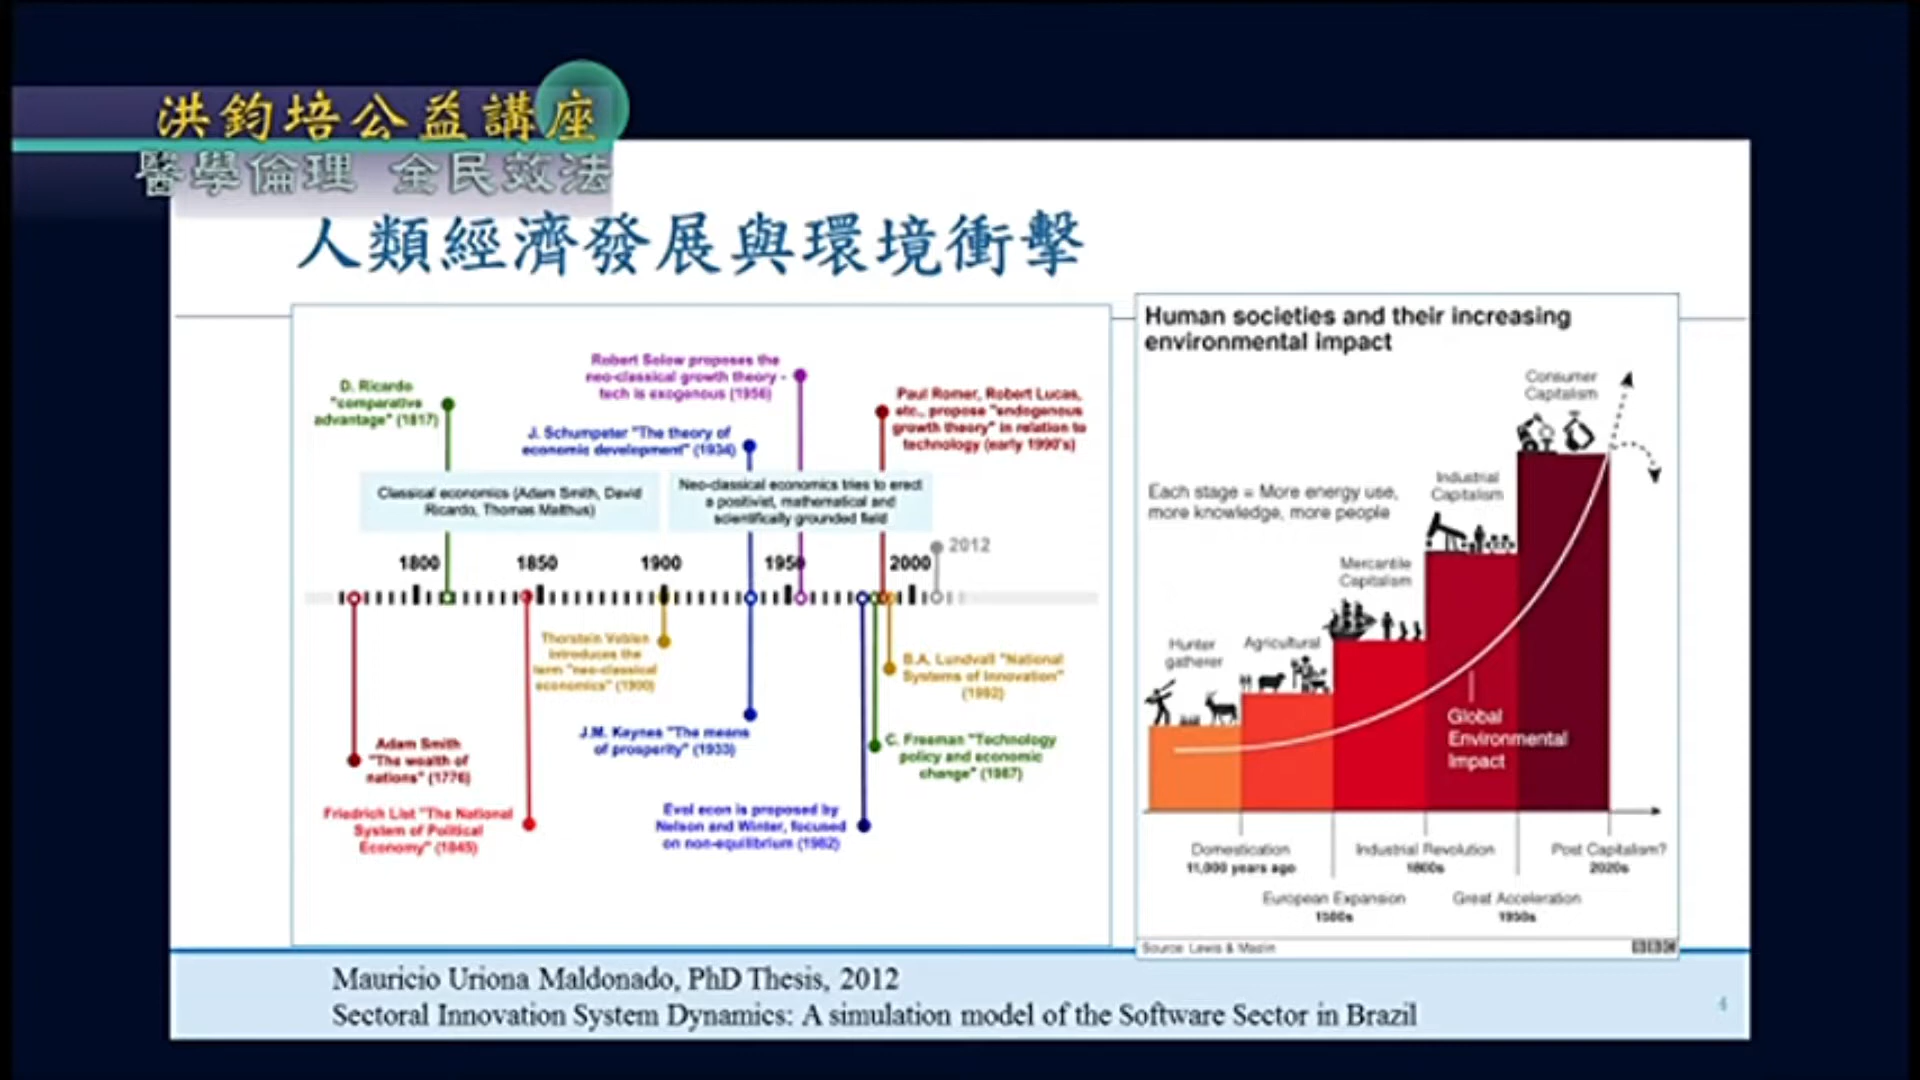 洪鈞培公益講座
醫學倫理 全民效法
人類經濟發展與環境衝擊
D. Ricardo
"comparative
advantage" (1817)
Robert Solow proposes the
neo-classical growth theory -
tech is exogenous (1956)
J. Schumpeter "The theory of
economic development" (1934)
Paul Romer, Robert Lucas,
etc., propose "endogenous
growth theory" in relation to
technology (early 1990's)
Classical economics (Adam Smith, David
Ricardo, Thomas Malthus)
Neo-classical economics tries to erect
a positivist, mathematical and
scientifically grounded field
1800 1850 1900 1950 2000 2012
Thorstein Veblen
introduces the
term "neo-classical
economics" (1900)
B.A. Lundvall "National
Systems of Innovation"
(1992)
J.M. Keynes "The means
of prosperity" (1933)
C. Freeman "Technology
policy and economic
change" (1987)
Adam Smith
"The wealth of
nations" (1776)
Friedrich List "The National
System of Political
Economy" (1845)
Evol econ is proposed by
Nelson and Winter, focused
on non-equilibrium (1982)
Human societies and their increasing
environmental impact
Consumer
Capitalism
Industrial
Capitalism
Each stage = More energy use,
more knowledge, more people
Mercantile
Capitalism
Hunter
gatherer
Agricultural
Global
Environmental
Impact
Domestication
11,000 years ago
Industrial Revolution
1800s
Post Capitalism?
2020s
European Expansion
1500s
Great Acceleration
1950s
Source: Lewis & Maslin
BBC
Mauricio Uriona Maldonado, PhD Thesis, 2012
Sectoral Innovation System Dynamics: A simulation model of the Software Sector in Brazil
4